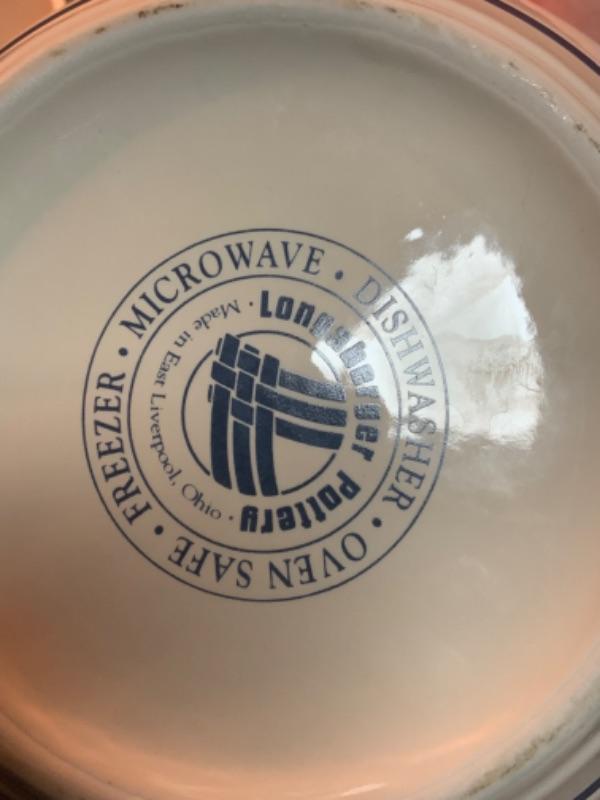 FREEZER • MICROWAVE • DISHWASHER • OVEN SAFE •
Longaberger Pottery •
Made in East Liverpool, Ohio •